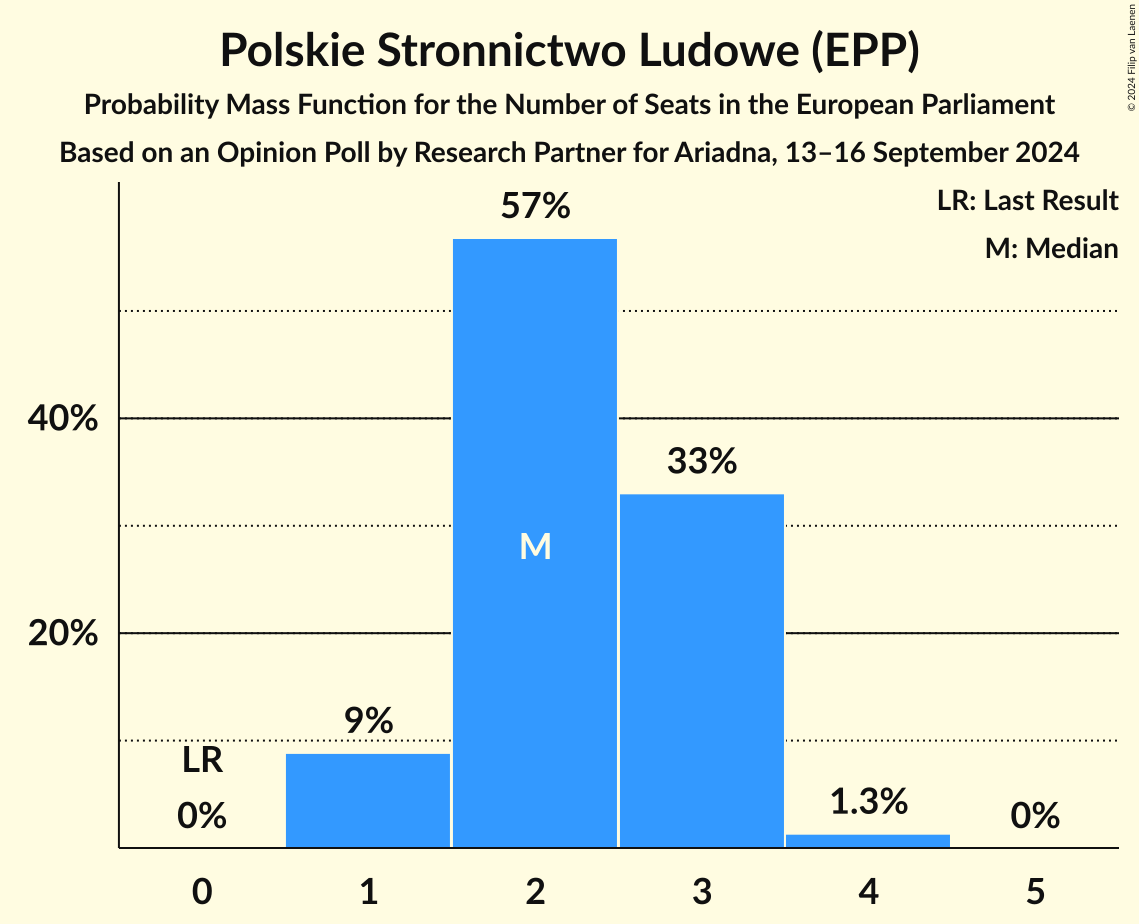 Polskie Stronnictwo Ludowe (EPP)
Probability Mass Function for the Number of Seats in the European Parliament
Based on an Opinion Poll by Research Partner for Ariadna, 13–16 September 2024
© 2024 Filip van Laenen
LR: Last Result
M: Median
57%
40%
33%
M
20%
9%
LR
0%
1.3%
0%
0 1 2 3 4 5